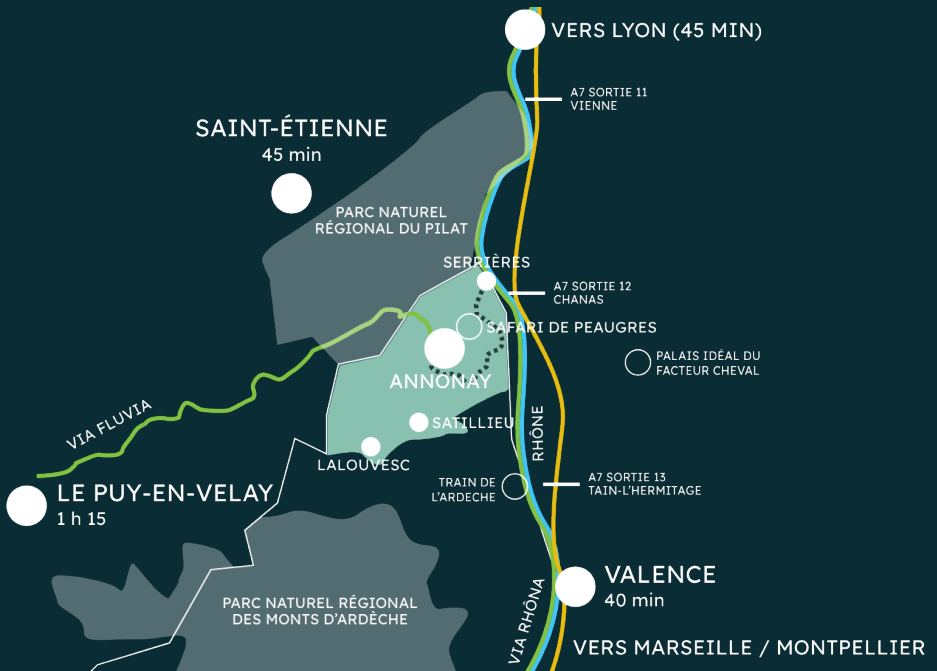 VERS LYON (45 MIN)
A7 SORTIE 11
VIENNE
SAINT-ÉTIENNE
45 min
PARC NATUREL
RÉGIONAL DU PILAT
SERRIÈRES
A7 SORTIE 12
CHANAS
SAFARI DE PEAUGRES
PALAIS IDÉAL DU
FACTEUR CHEVAL
ANNONAY
VIA FLUVIA
SATILLIEU
RHÔNE
LALOUVESC
TRAIN DE
L'ARDECHE
A7 SORTIE 13
TAIN-L'HERMITAGE
LE PUY-EN-VELAY
1 h 15
VALENCE
40 min
PARC NATUREL RÉGIONAL
DES MONTS D'ARDÈCHE
VIA RHÔNA
VERS MARSEILLE / MONTPELLIER